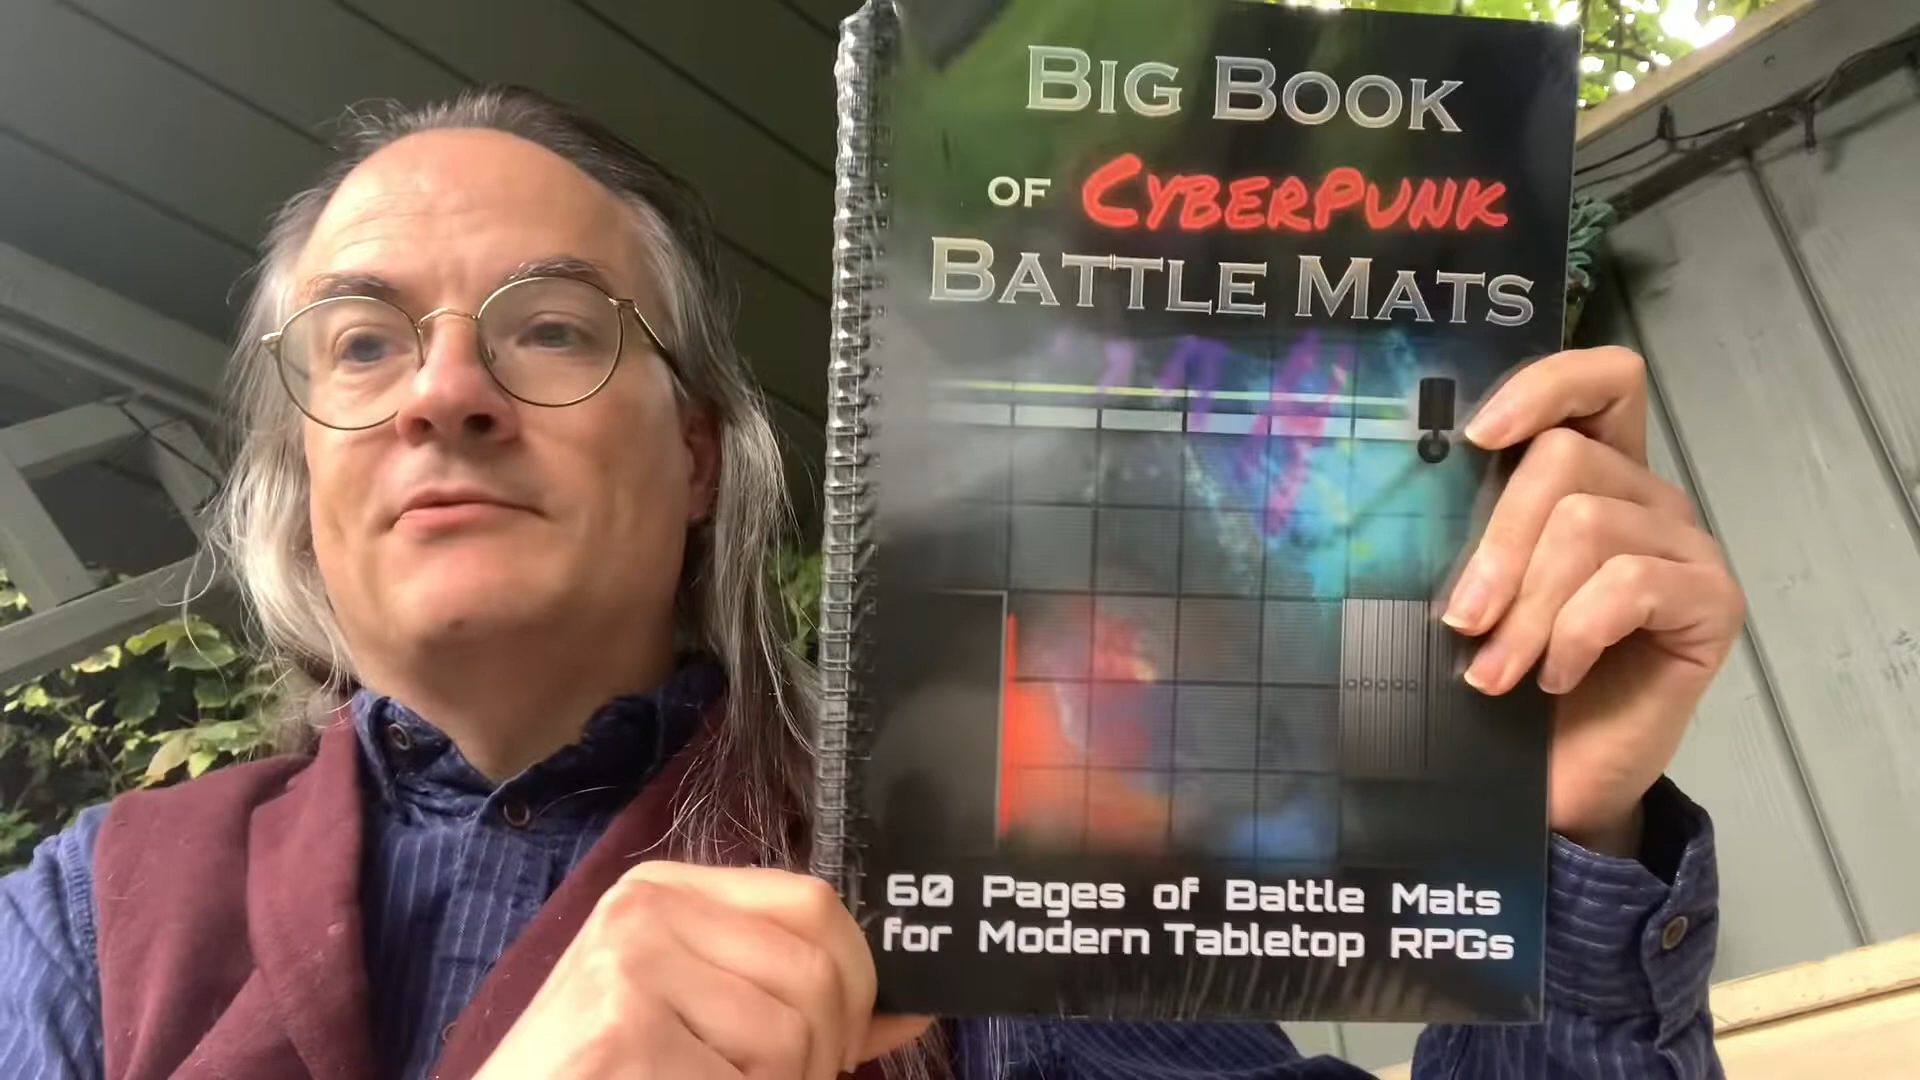 Big Book
of CyberPunk
Battle Mats
60 Pages of Battle Mats
for Modern Tabletop RPGs